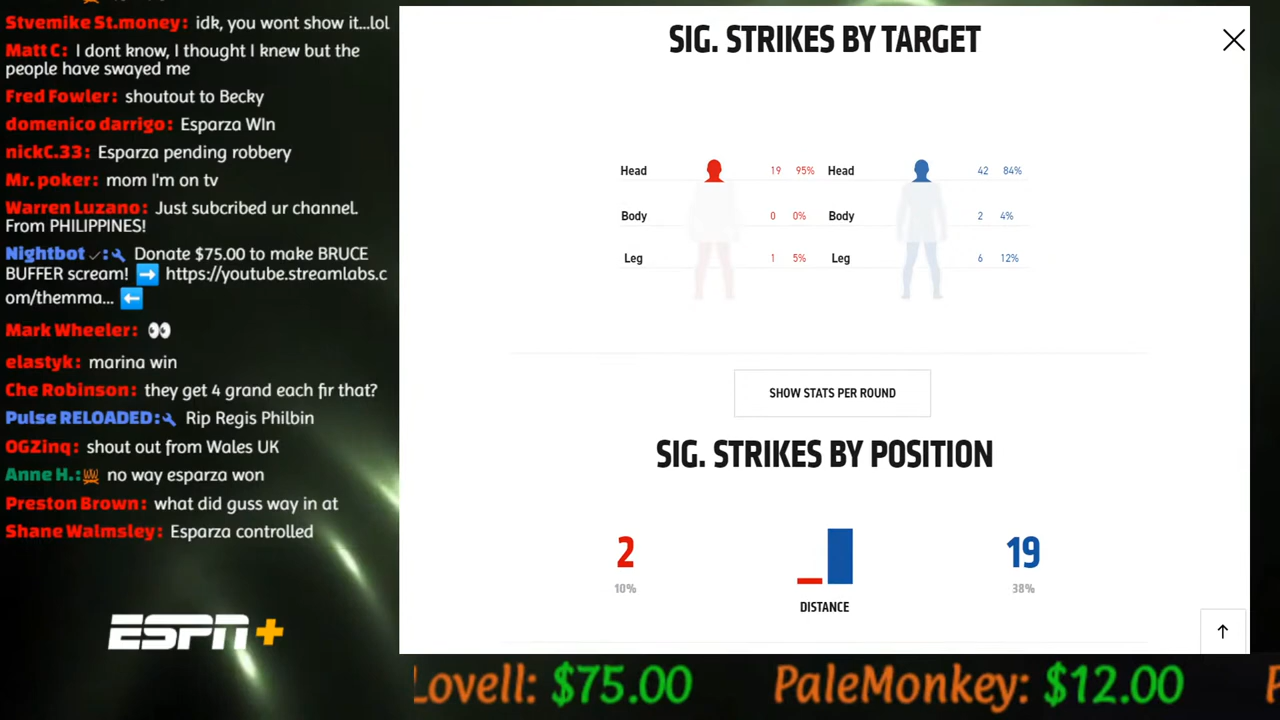 Stvemike St.money: idk, you wont show it...lol
Matt C: I dont know, I thought I knew but the
people have swayed me
Fred Fowler: shoutout to Becky
domenico darrigo: Esparza WIn
nickC.33: Esparza pending robbery
Mr. poker: mom I'm on tv
Warren Luzano: Just subcribed ur channel.
From PHILIPPINES!
Nightbot ✓:🔧 Donate $75.00 to make BRUCE
BUFFER scream! ➡️ https://youtube.streamlabs.c
om/themma... ⬅️
Mark Wheeler: 👀
elastyk: marina win
Che Robinson: they get 4 grand each fir that?
Pulse RELOADED:🔧 Rip Regis Philbin
OGZinq: shout out from Wales UK
Anne H.: no way esparza won
Preston Brown: what did guss way in at
Shane Walmsley: Esparza controlled
ESPN+
SIG. STRIKES BY TARGET
Head 19 95% Head 42 84%
Body 0 0% Body 2 4%
Leg 1 5% Leg 6 12%
SHOW STATS PER ROUND
SIG. STRIKES BY POSITION
2 19
10% 38%
DISTANCE
Lovell: $75.00 PaleMonkey: $12.00